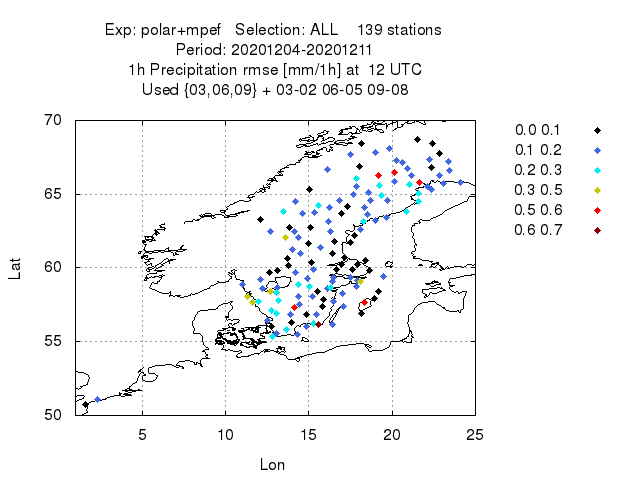 Exp: polar+mpef   Selection: ALL    139 stations
Period: 20201204-20201211
1h Precipitation rmse [mm/1h] at  12 UTC
Used {03,06,09} + 03-02 06-05 09-08
70
65
60
55
50
Lat
5
10
15
20
25
Lon
0.0 0.1
0.1 0.2
0.2 0.3
0.3 0.5
0.5 0.6
0.6 0.7